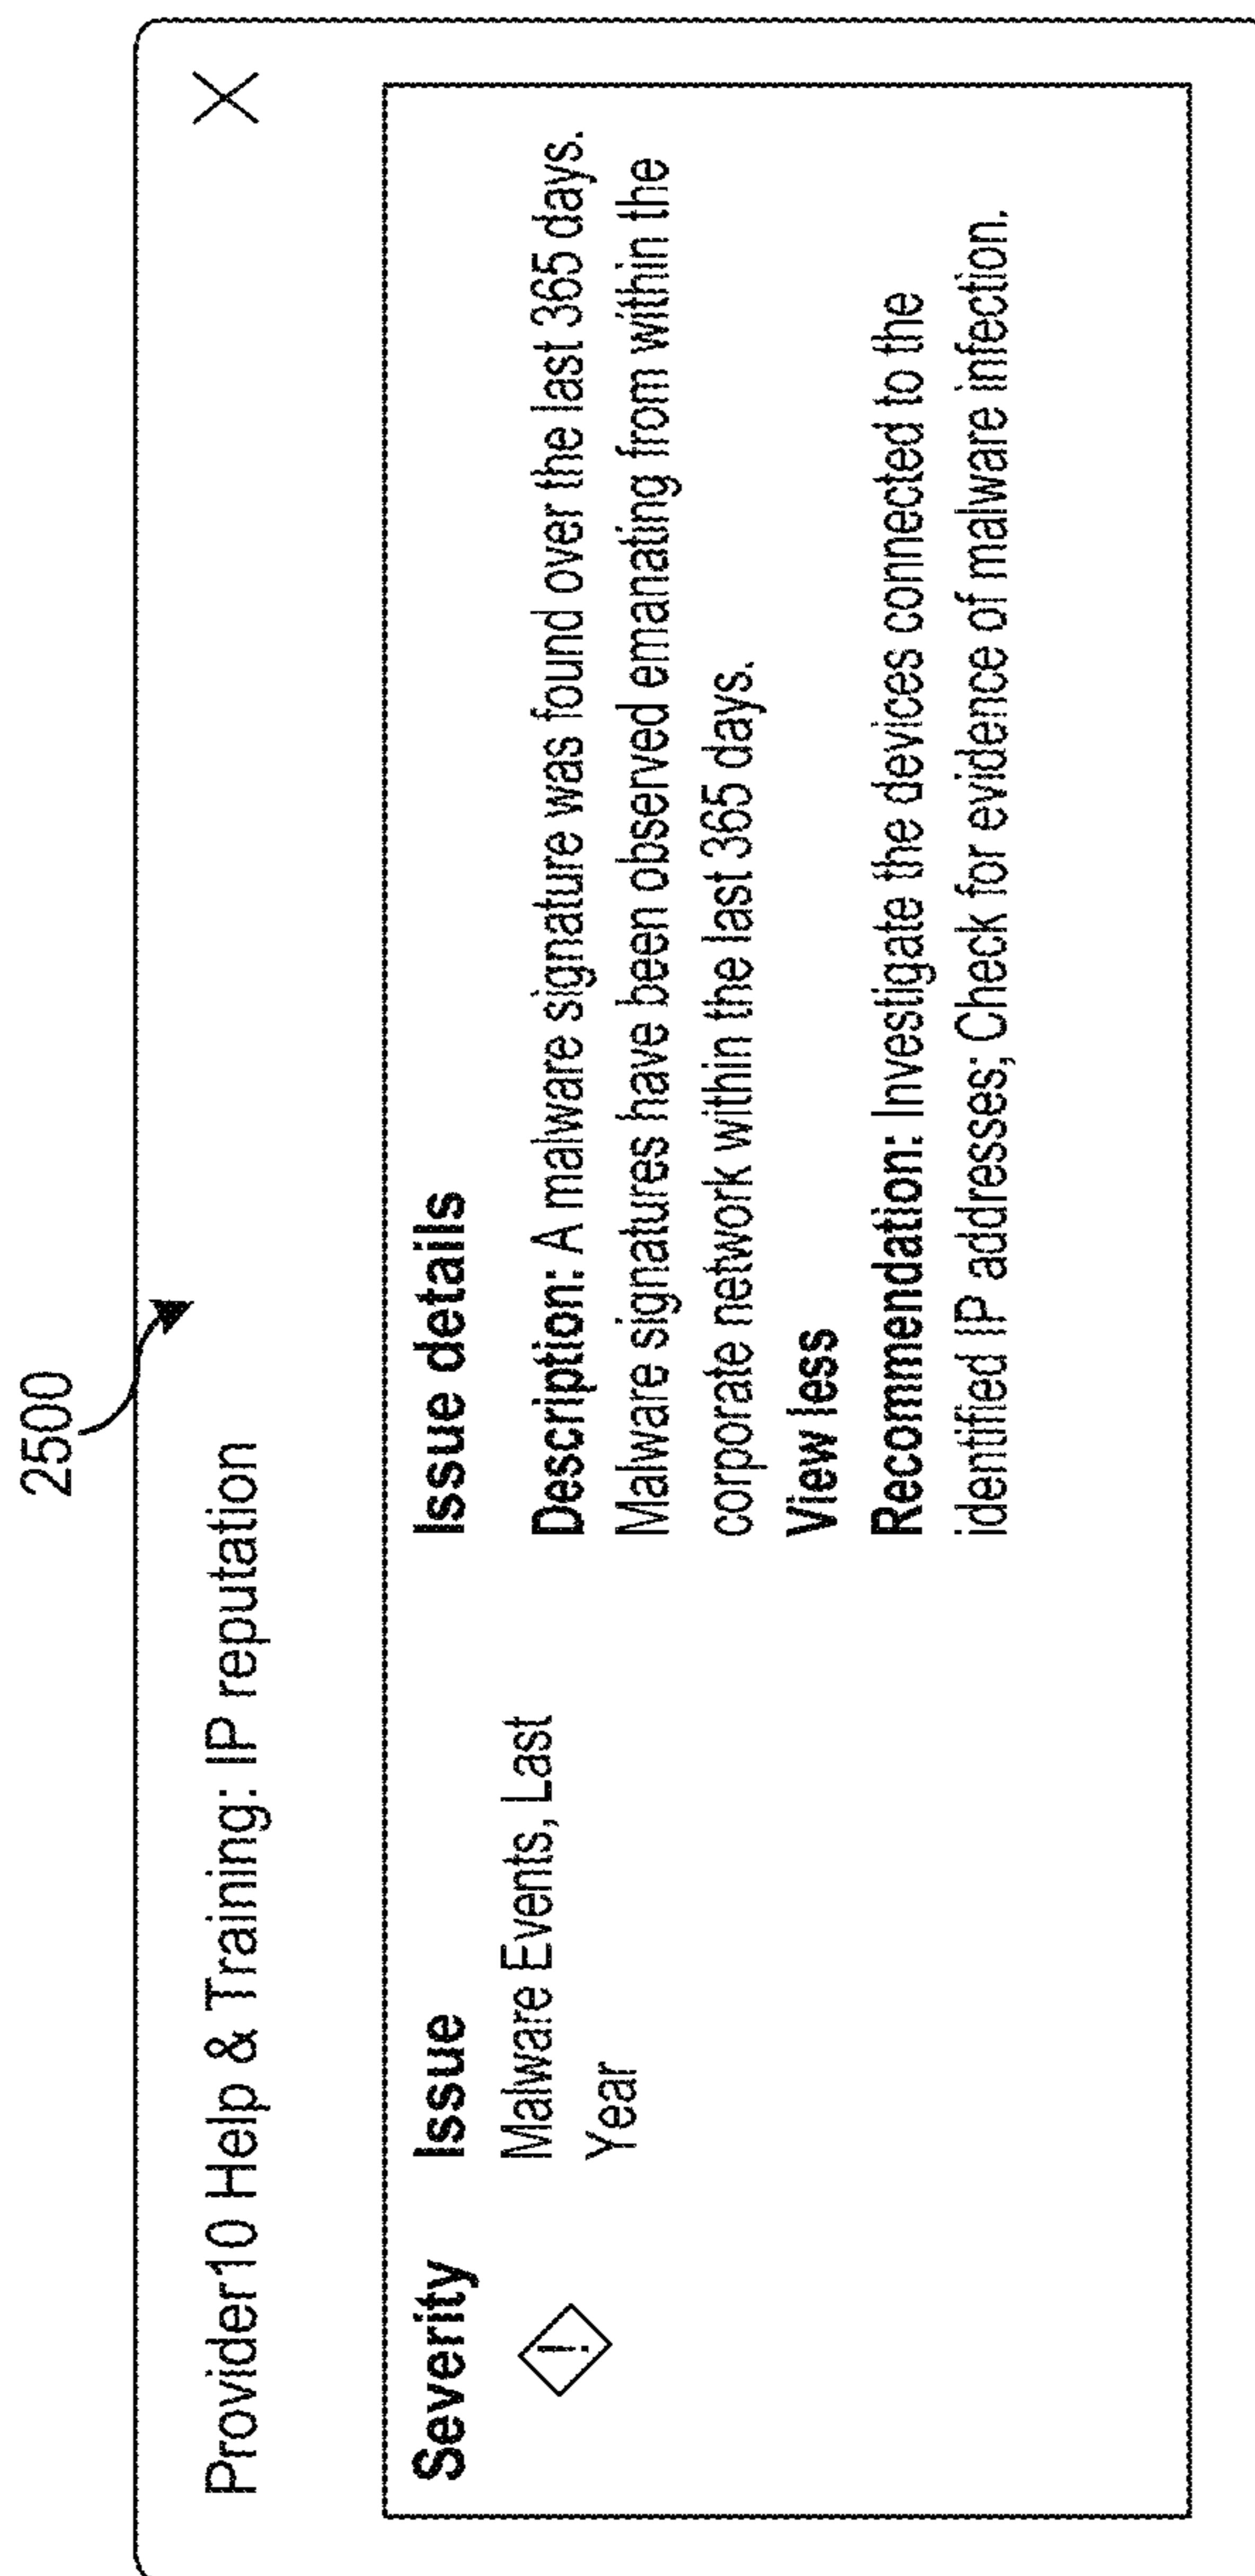 2500
Provider10 Help & Training: IP reputation
X
Severity
Issue
Issue details
Malware Events, Last
Year
!
Description: A malware signature was found over the last 365 days.
Malware signatures have been observed emanating from within the
corporate network within the last 365 days.
View less
Recommendation: Investigate the devices connected to the
identified IP addresses; Check for evidence of malware infection.